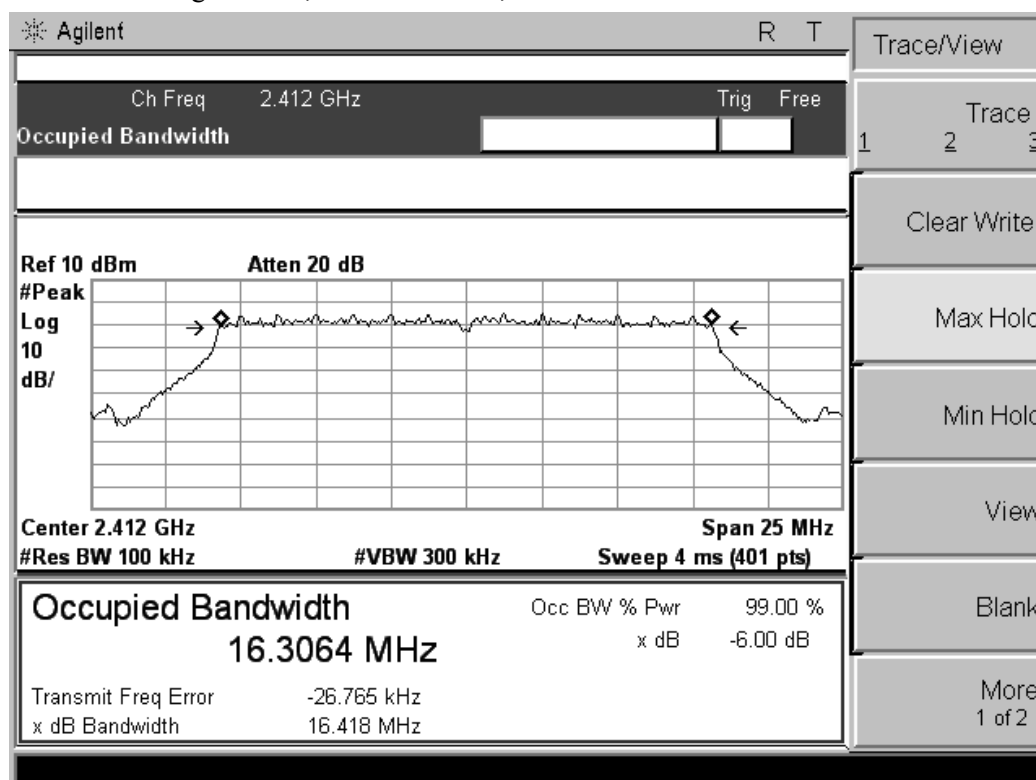 Agilent R T
Trace/View
Ch Freq 2.412 GHz Trig Free
Occupied Bandwidth
Trace
1 2 3
Clear Write
Max Hold
Min Hold
View
Blank
More
1 of 2
Ref 10 dBm Atten 20 dB
#Peak
Log
10
dB/
Center 2.412 GHz Span 25 MHz
#Res BW 100 kHz #VBW 300 kHz Sweep 4 ms (401 pts)
Occupied Bandwidth
16.3064 MHz
Occ BW % Pwr 99.00 %
x dB -6.00 dB
Transmit Freq Error -26.765 kHz
x dB Bandwidth 16.418 MHz